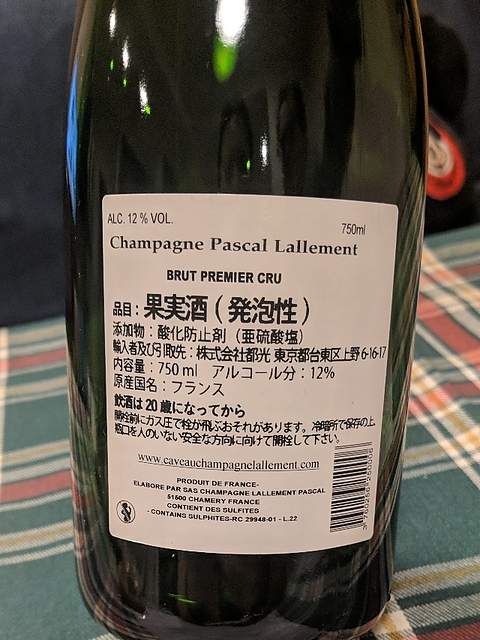 ALC. 12 % VOL.
750ml
Champagne Pascal Lallement
BRUT PREMIER CRU
品目：果実酒（発泡性）
添加物：酸化防止剤（亜硫酸塩）
輸入者及び引取先：株式会社都光 東京都台東区上野6-16-17
内容量：750 ml アルコール分：12%
原産国名：フランス
飲酒は20歳になってから
開栓前にガス圧で栓が飛ぶおそれがあります。冷暗所で保存の上、
瓶口を人のいない安全な方向に向けて開栓して下さい。
www.caveauchampagnelallement.com
PRODUIT DE FRANCE-
ELABORE PAR SAS CHAMPAGNE LALLEMENT PASCAL
51500 CHAMERY FRANCE
CONTIENT DES SULFITES
- CONTAINS SULPHITES-RC 29948-01 - L.22